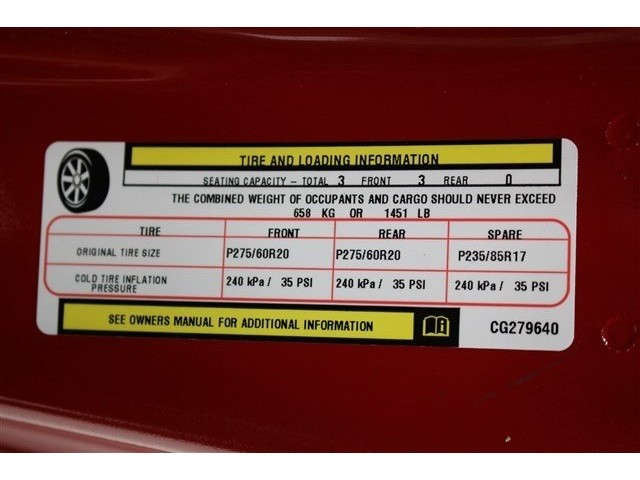 TIRE AND LOADING INFORMATION
SEATING CAPACITY – TOTAL 3 FRONT 3 REAR 0
THE COMBINED WEIGHT OF OCCUPANTS AND CARGO SHOULD NEVER EXCEED
658 KG OR 1451 LB
TIRE FRONT REAR SPARE
ORIGINAL TIRE SIZE P275/60R20 P275/60R20 P235/85R17
COLD TIRE INFLATION PRESSURE 240 kPa / 35 PSI 240 kPa / 35 PSI 240 kPa / 35 PSI
SEE OWNERS MANUAL FOR ADDITIONAL INFORMATION CG279640